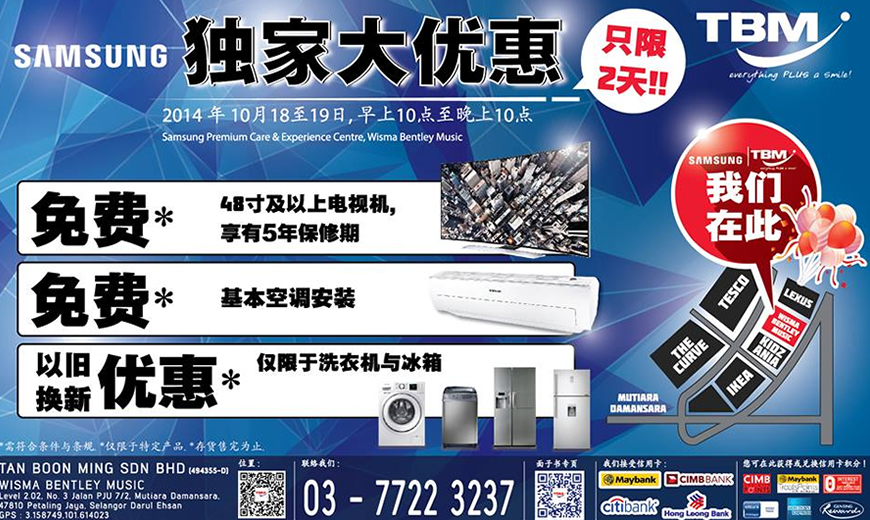 SAMSUNG
独家大优惠
只限
2天!!
TBM
everything PLUS a smile!
2014 年 10月18至19日, 早上10点至晚上10点
Samsung Premium Care & Experience Centre, Wisma Bentley Music
SAMSUNG TBM
我们
在此
免费*
48寸及以上电视机,
享有5年保修期
免费*
基本空调安装
以旧
换新
优惠*
仅限于洗衣机与冰箱
TESCO
LEXUS
WISMA
BENTLEY
MUSIC
THE
CURVE
KIDZ
ANIA
IKEA
MUTIARA
DAMANSARA
*需符合条件与条规. *仅限于特定产品. *存货售完为止.
TAN BOON MING SDN BHD (494355-D)
WISMA BENTLEY MUSIC
Level 2.02, No. 3 Jalan PJU 7/2, Mutiara Damansara,
47810 Petaling Jaya, Selangor Darul Ehsan
GPS : 3.158749,101.614023
位置:
联络我们:
03 - 7722 3237
面子书专页
我们接受信用卡:
Maybank
CIMB BANK
citibank
Hong Leong Bank
您可在此获得或兑换信用卡积分!
CIMB
Maybank
GENTING
Rewards